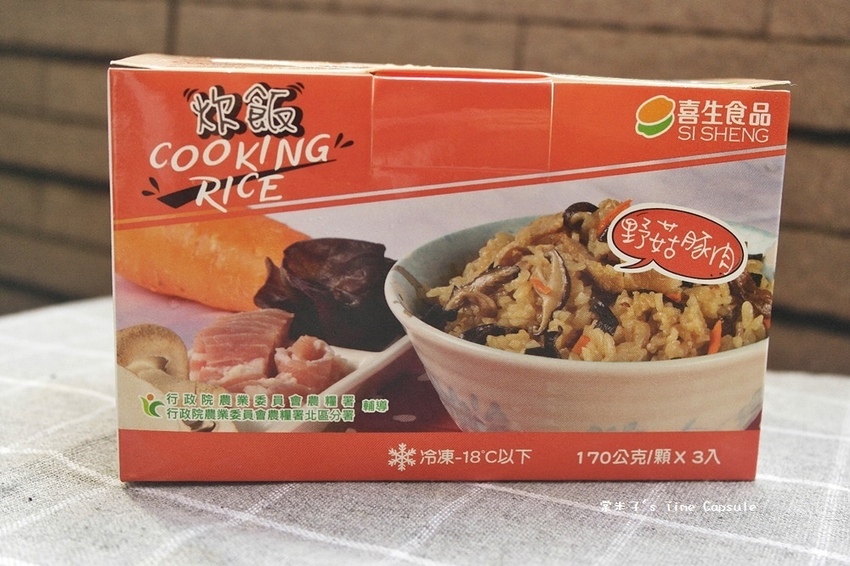 炊飯
COOKING
RICE
喜生食品
SI SHENG
野菇豚肉
行政院農業委員會農糧署
行政院農業委員會農糧署北區分署
輔導
冷凍-18°C以下
170公克/顆 X 3入
's Time Capsule